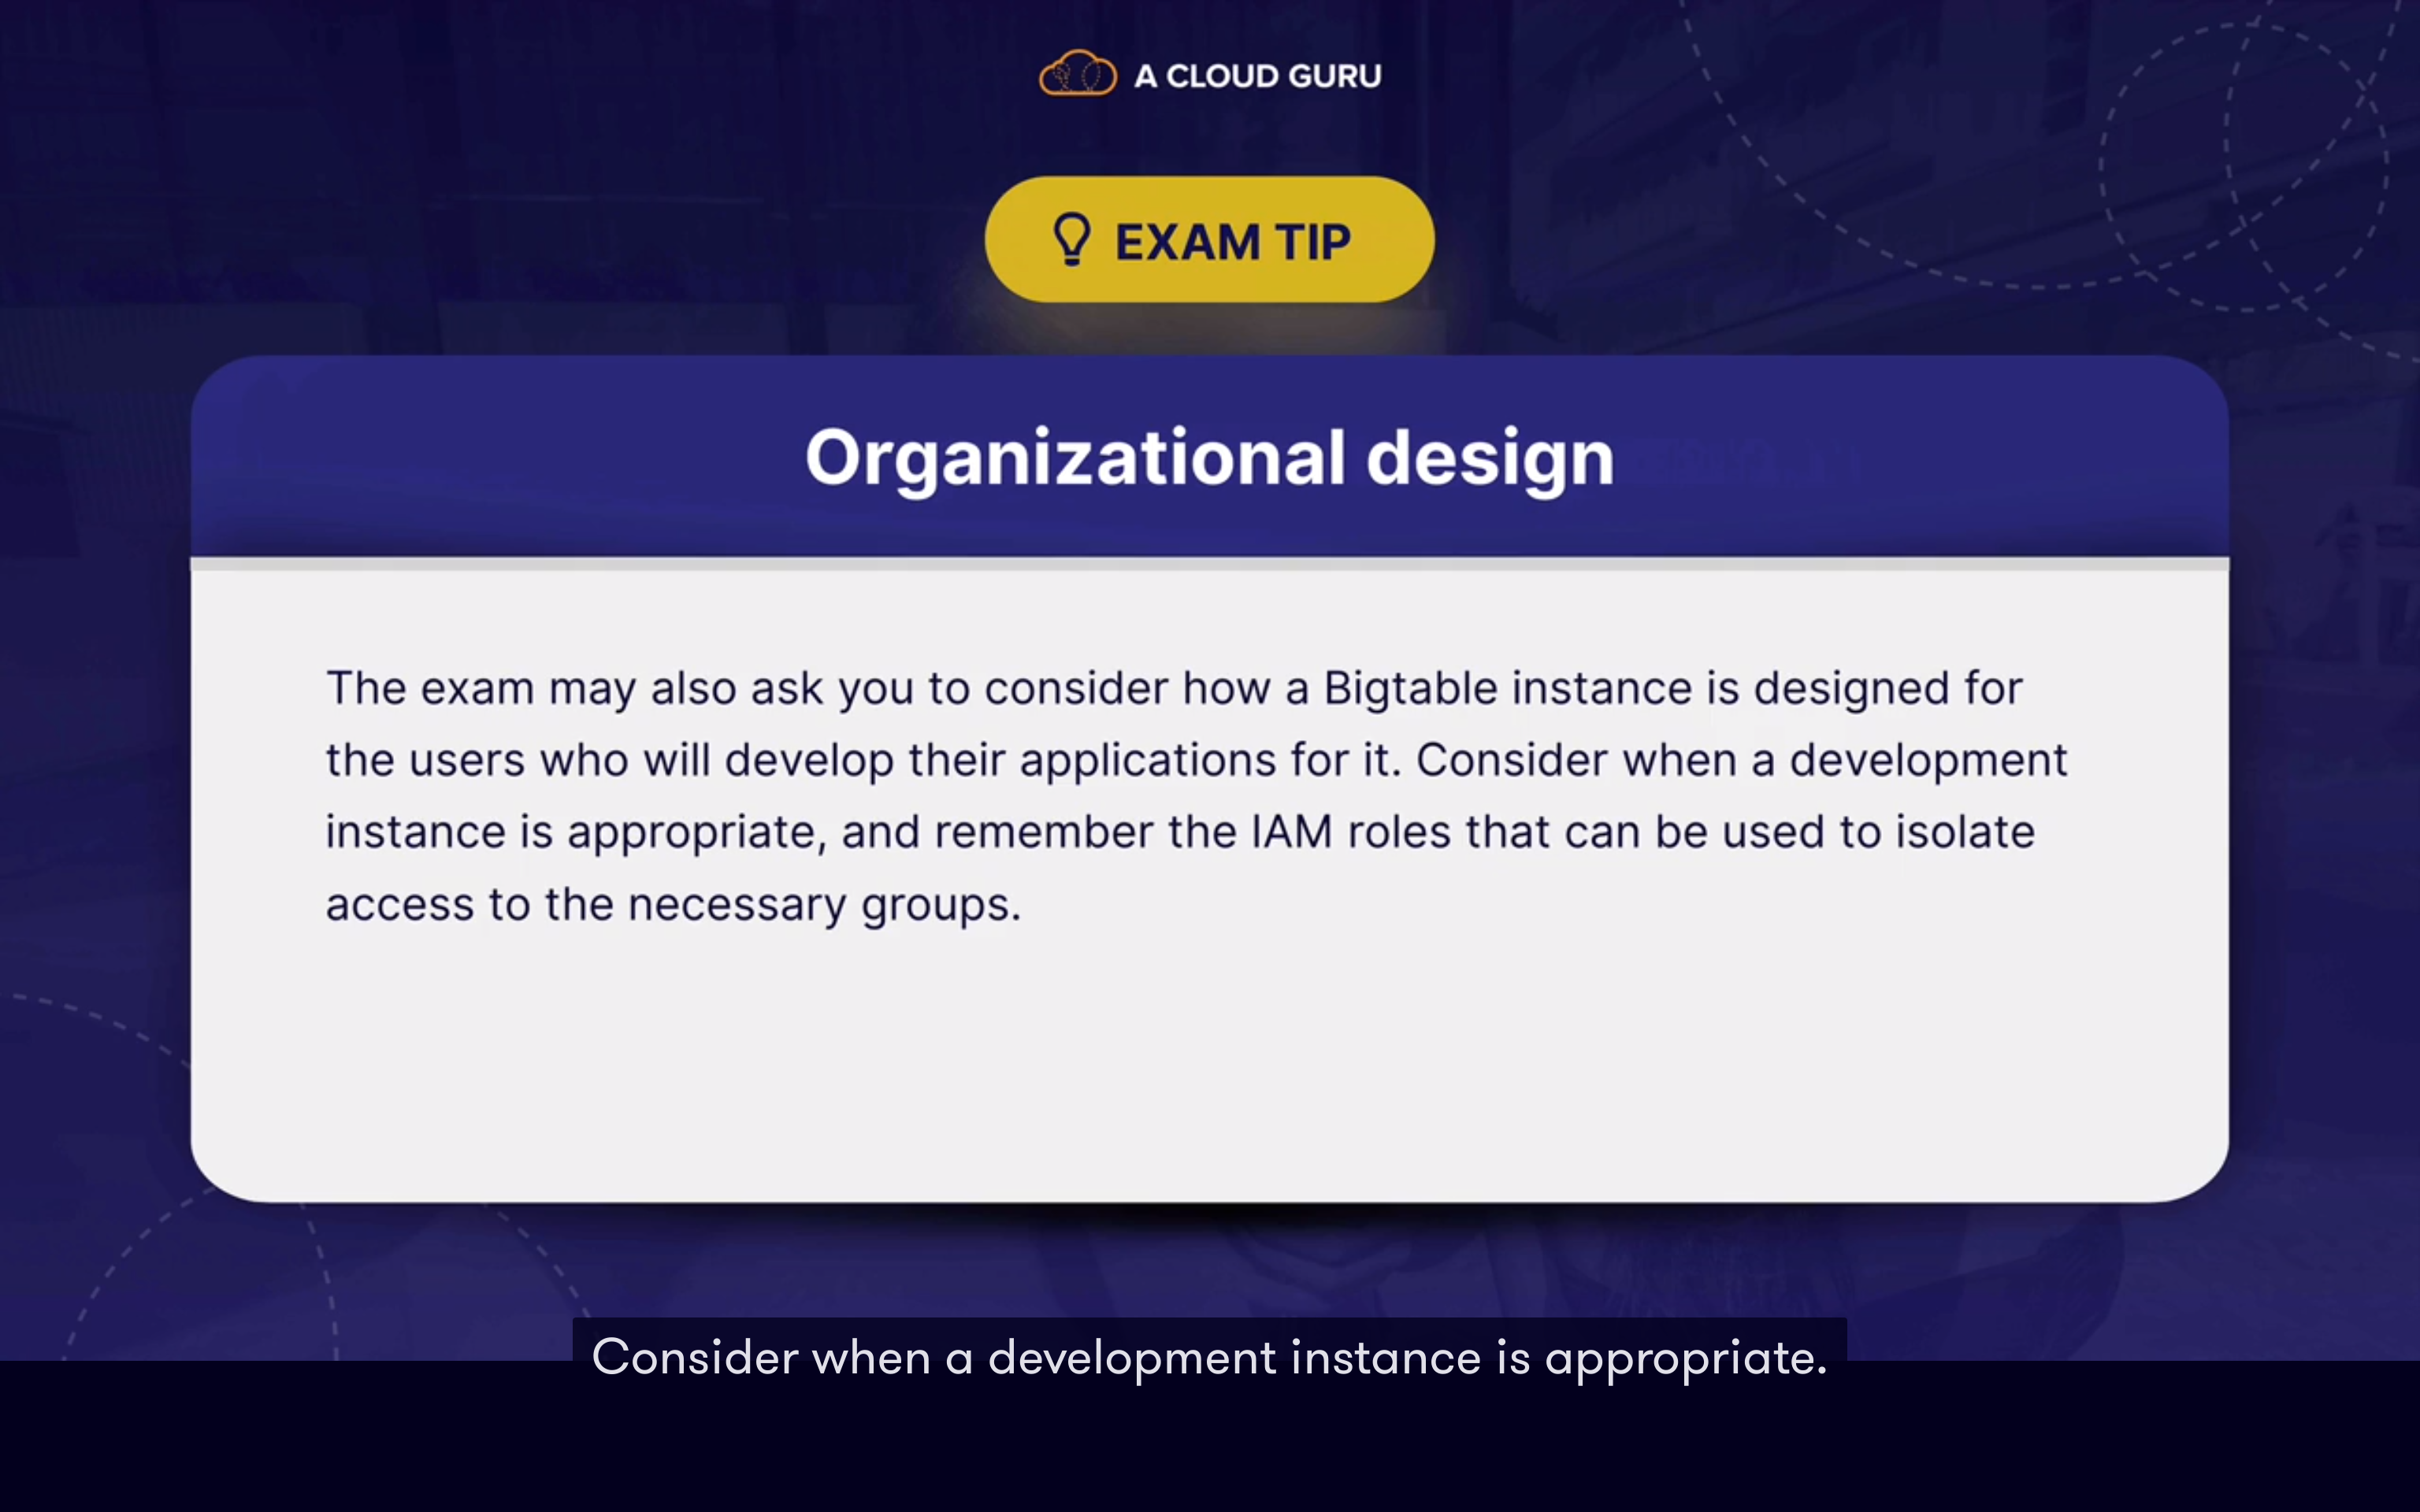 A CLOUD GURU
EXAM TIP
Organizational design
The exam may also ask you to consider how a Bigtable instance is designed for
the users who will develop their applications for it. Consider when a development
instance is appropriate, and remember the IAM roles that can be used to isolate
access to the necessary groups.
Consider when a development instance is appropriate.